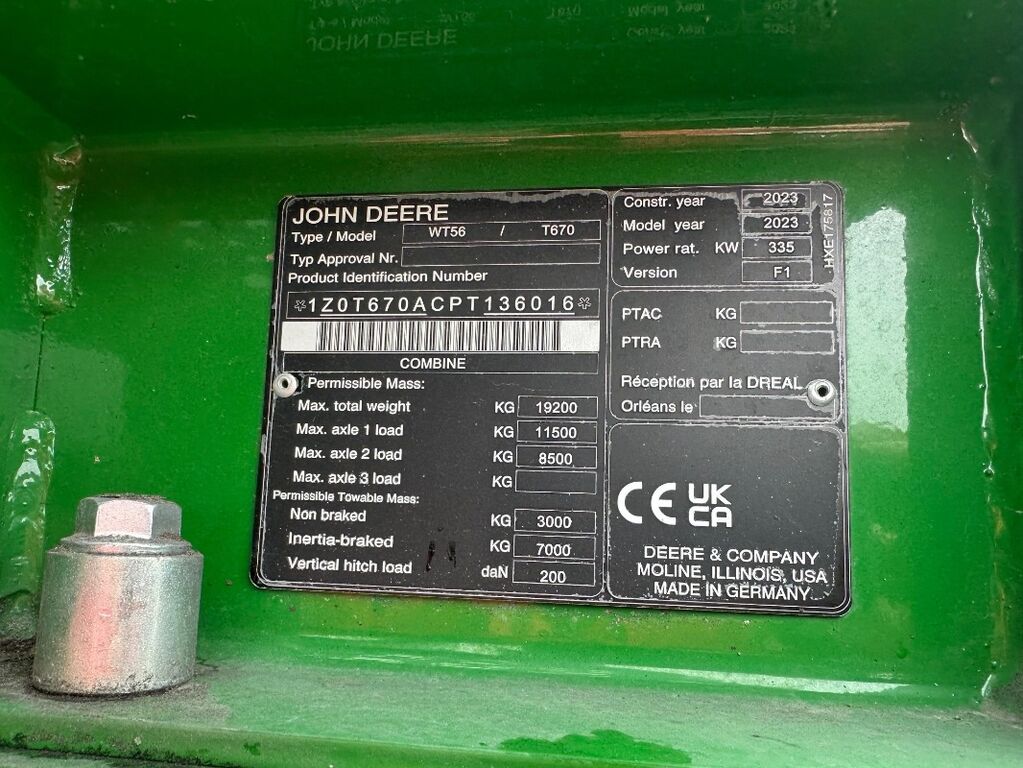 JOHN DEERE
Type / Model WT56 / T670
Typ Approval Nr.
Product Identification Number
*1Z0T670ACPT136016*
COMBINE
Permissible Mass:
Max. total weight KG 19200
Max. axle 1 load KG 11500
Max. axle 2 load KG 8500
Max. axle 3 load KG
Permissible Towable Mass:
Non braked KG 3000
Inertia-braked KG 7000
Vertical hitch load daN 200
Constr. year 2023
Model year 2023
Power rat. KW 335
Version F1
HXE175817
PTAC KG
PTRA KG
Réception par la DREAL
Orléans le
CE UK
CA
DEERE & COMPANY
MOLINE, ILLINOIS, USA
MADE IN GERMANY